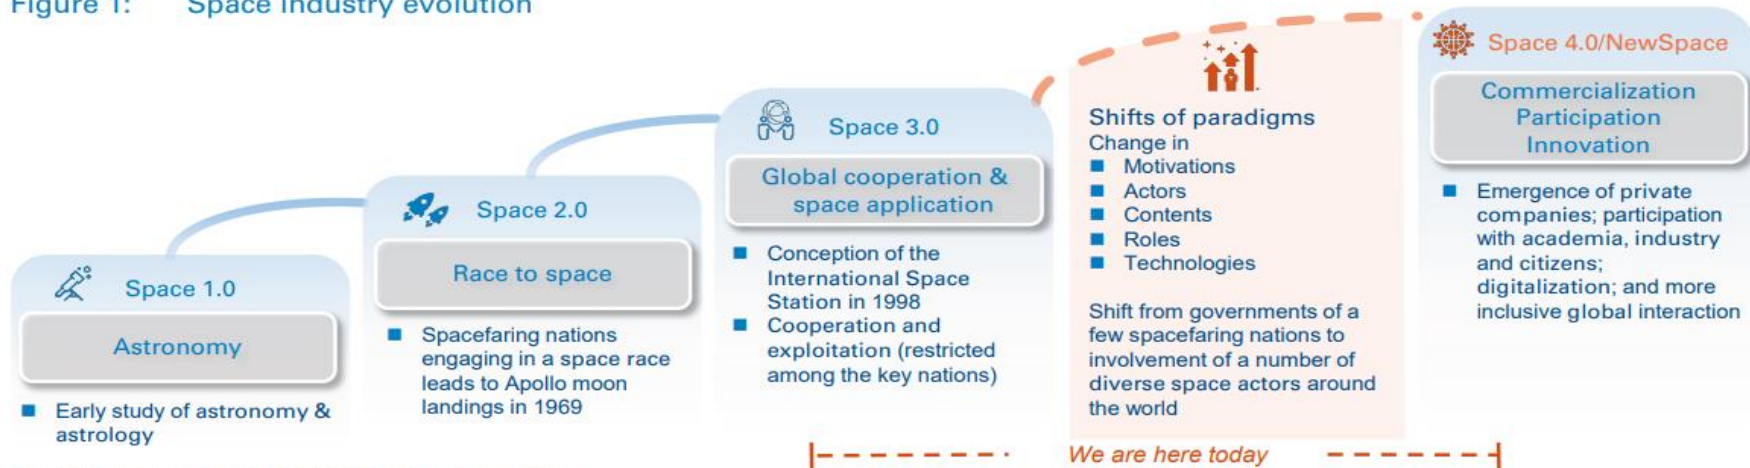 Figure 1: Space industry evolution
Space 1.0
Astronomy
■ Early study of astronomy &
astrology
Space 2.0
Race to space
■ Spacefaring nations
engaging in a space race
leads to Apollo moon
landings in 1969
Space 3.0
Global cooperation &
space application
■ Conception of the
International Space
Station in 1998
■ Cooperation and
exploitation (restricted
among the key nations)
Shifts of paradigms
Change in
■ Motivations
■ Actors
■ Contents
■ Roles
■ Technologies
Shift from governments of a
few spacefaring nations to
involvement of a number of
diverse space actors around
the world
Space 4.0/NewSpace
Commercialization
Participation
Innovation
■ Emergence of private
companies; participation
with academia, industry
and citizens;
digitalization; and more
inclusive global interaction
We are here today